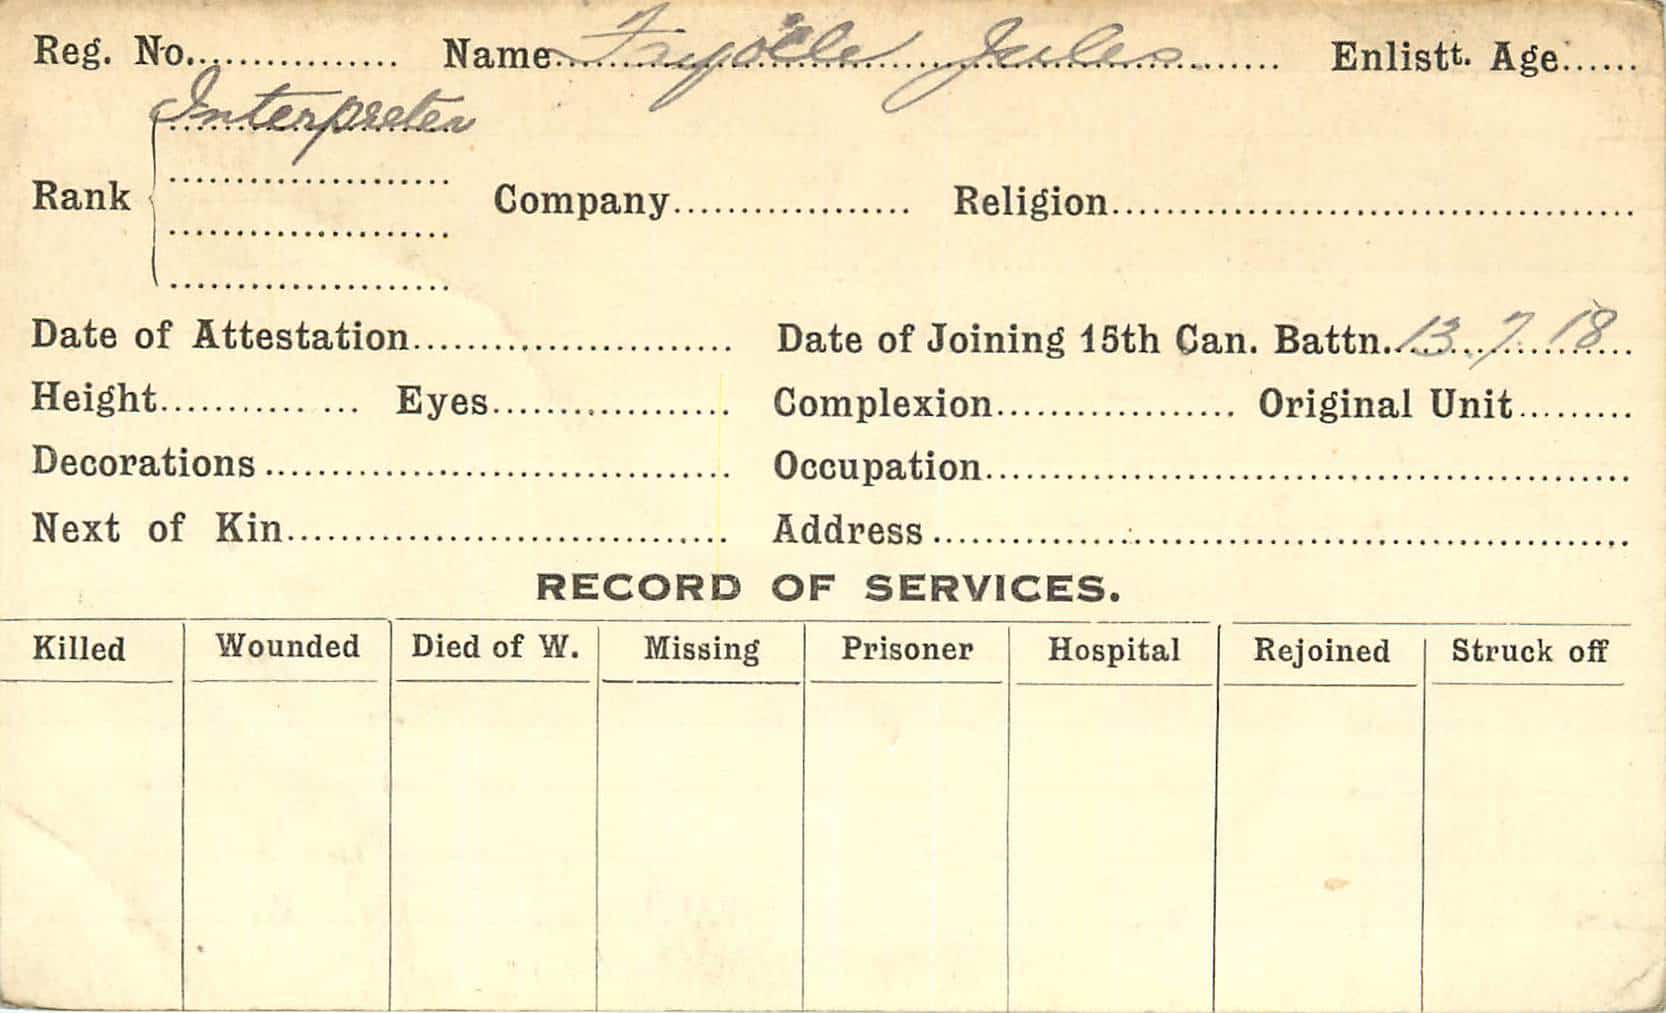 Reg. No................ Name Jules Enlistt. Age......
Interpreter
Rank Company.................. Religion.......................................
Date of Attestation........................ Date of Joining 15th Can. Battn. 13 . 7 . 18
Height........... ... Eyes.................. Complexion.................. Original Unit.........
Decorations................................... Occupation................................................
Next of Kin................................. Address....................................................
RECORD OF SERVICES.
Killed Wounded Died of W. Missing Prisoner Hospital Rejoined Struck off